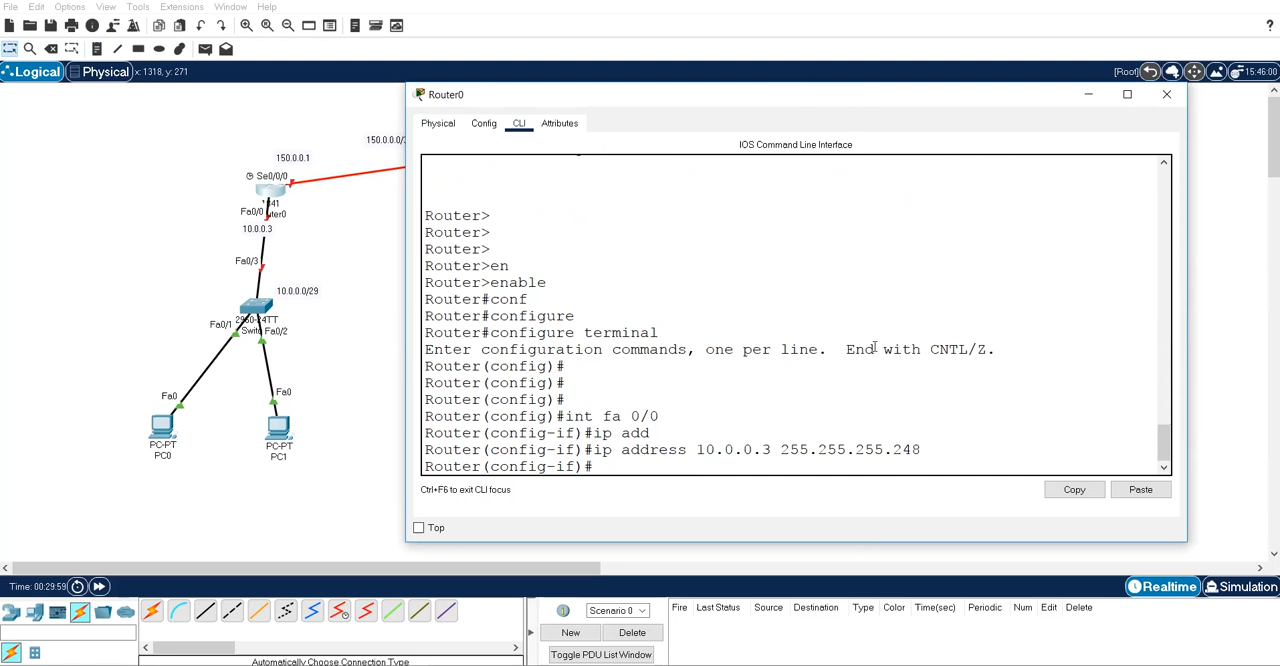 File Edit Options View Tools Extensions Window Help
?
Logical Physical x: 1318, y: 271 [Root] 15:46:00
Router0
Physical Config CLI Attributes
IOS Command Line Interface
Router>
Router>
Router>
Router>en
Router>enable
Router#conf
Router#configure
Router#configure terminal
Enter configuration commands, one per line. End with CNTL/Z.
Router(config)#
Router(config)#
Router(config)#
Router(config)#int fa 0/0
Router(config-if)#ip add
Router(config-if)#ip address 10.0.0.3 255.255.255.248
Router(config-if)#
Ctrl+F6 to exit CLI focus
Copy Paste
Top
150.0.0.0/3
150.0.0.1
Se0/0/0
Fa0/0
10.0.0.3
Fa0/3
10.0.0.0/29
Fa0/1
Fa0/2
Fa0
Fa0
PC-PT
PC0
PC-PT
PC1
Time: 00:29:59 Realtime Simulation
Scenario 0
New Delete
Toggle PDU List Window
Fire Last Status Source Destination Type Color Time(sec) Periodic Num Edit Delete
Automatically Choose Connection Type